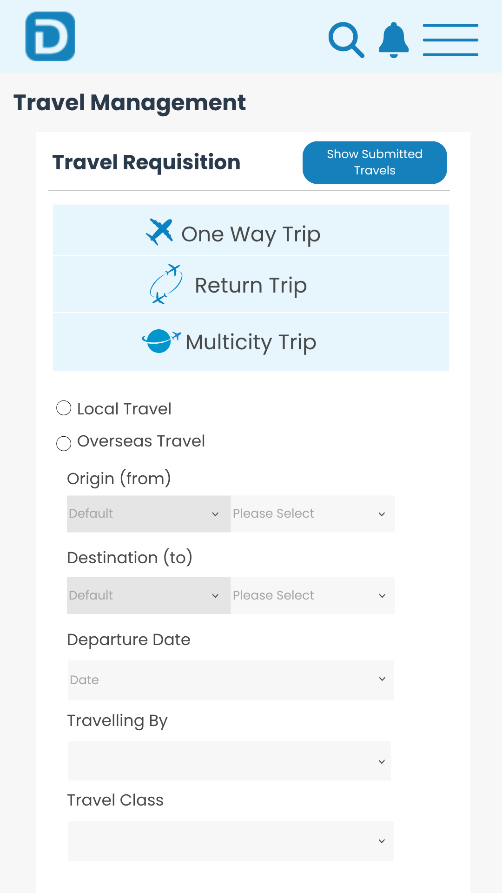 D
Travel Management
Travel Requisition
Show Submitted
Travels
One Way Trip
Return Trip
Multicity Trip
Local Travel
Overseas Travel
Origin (from)
Default Please Select
Destination (to)
Default Please Select
Departure Date
Date
Travelling By
Travel Class